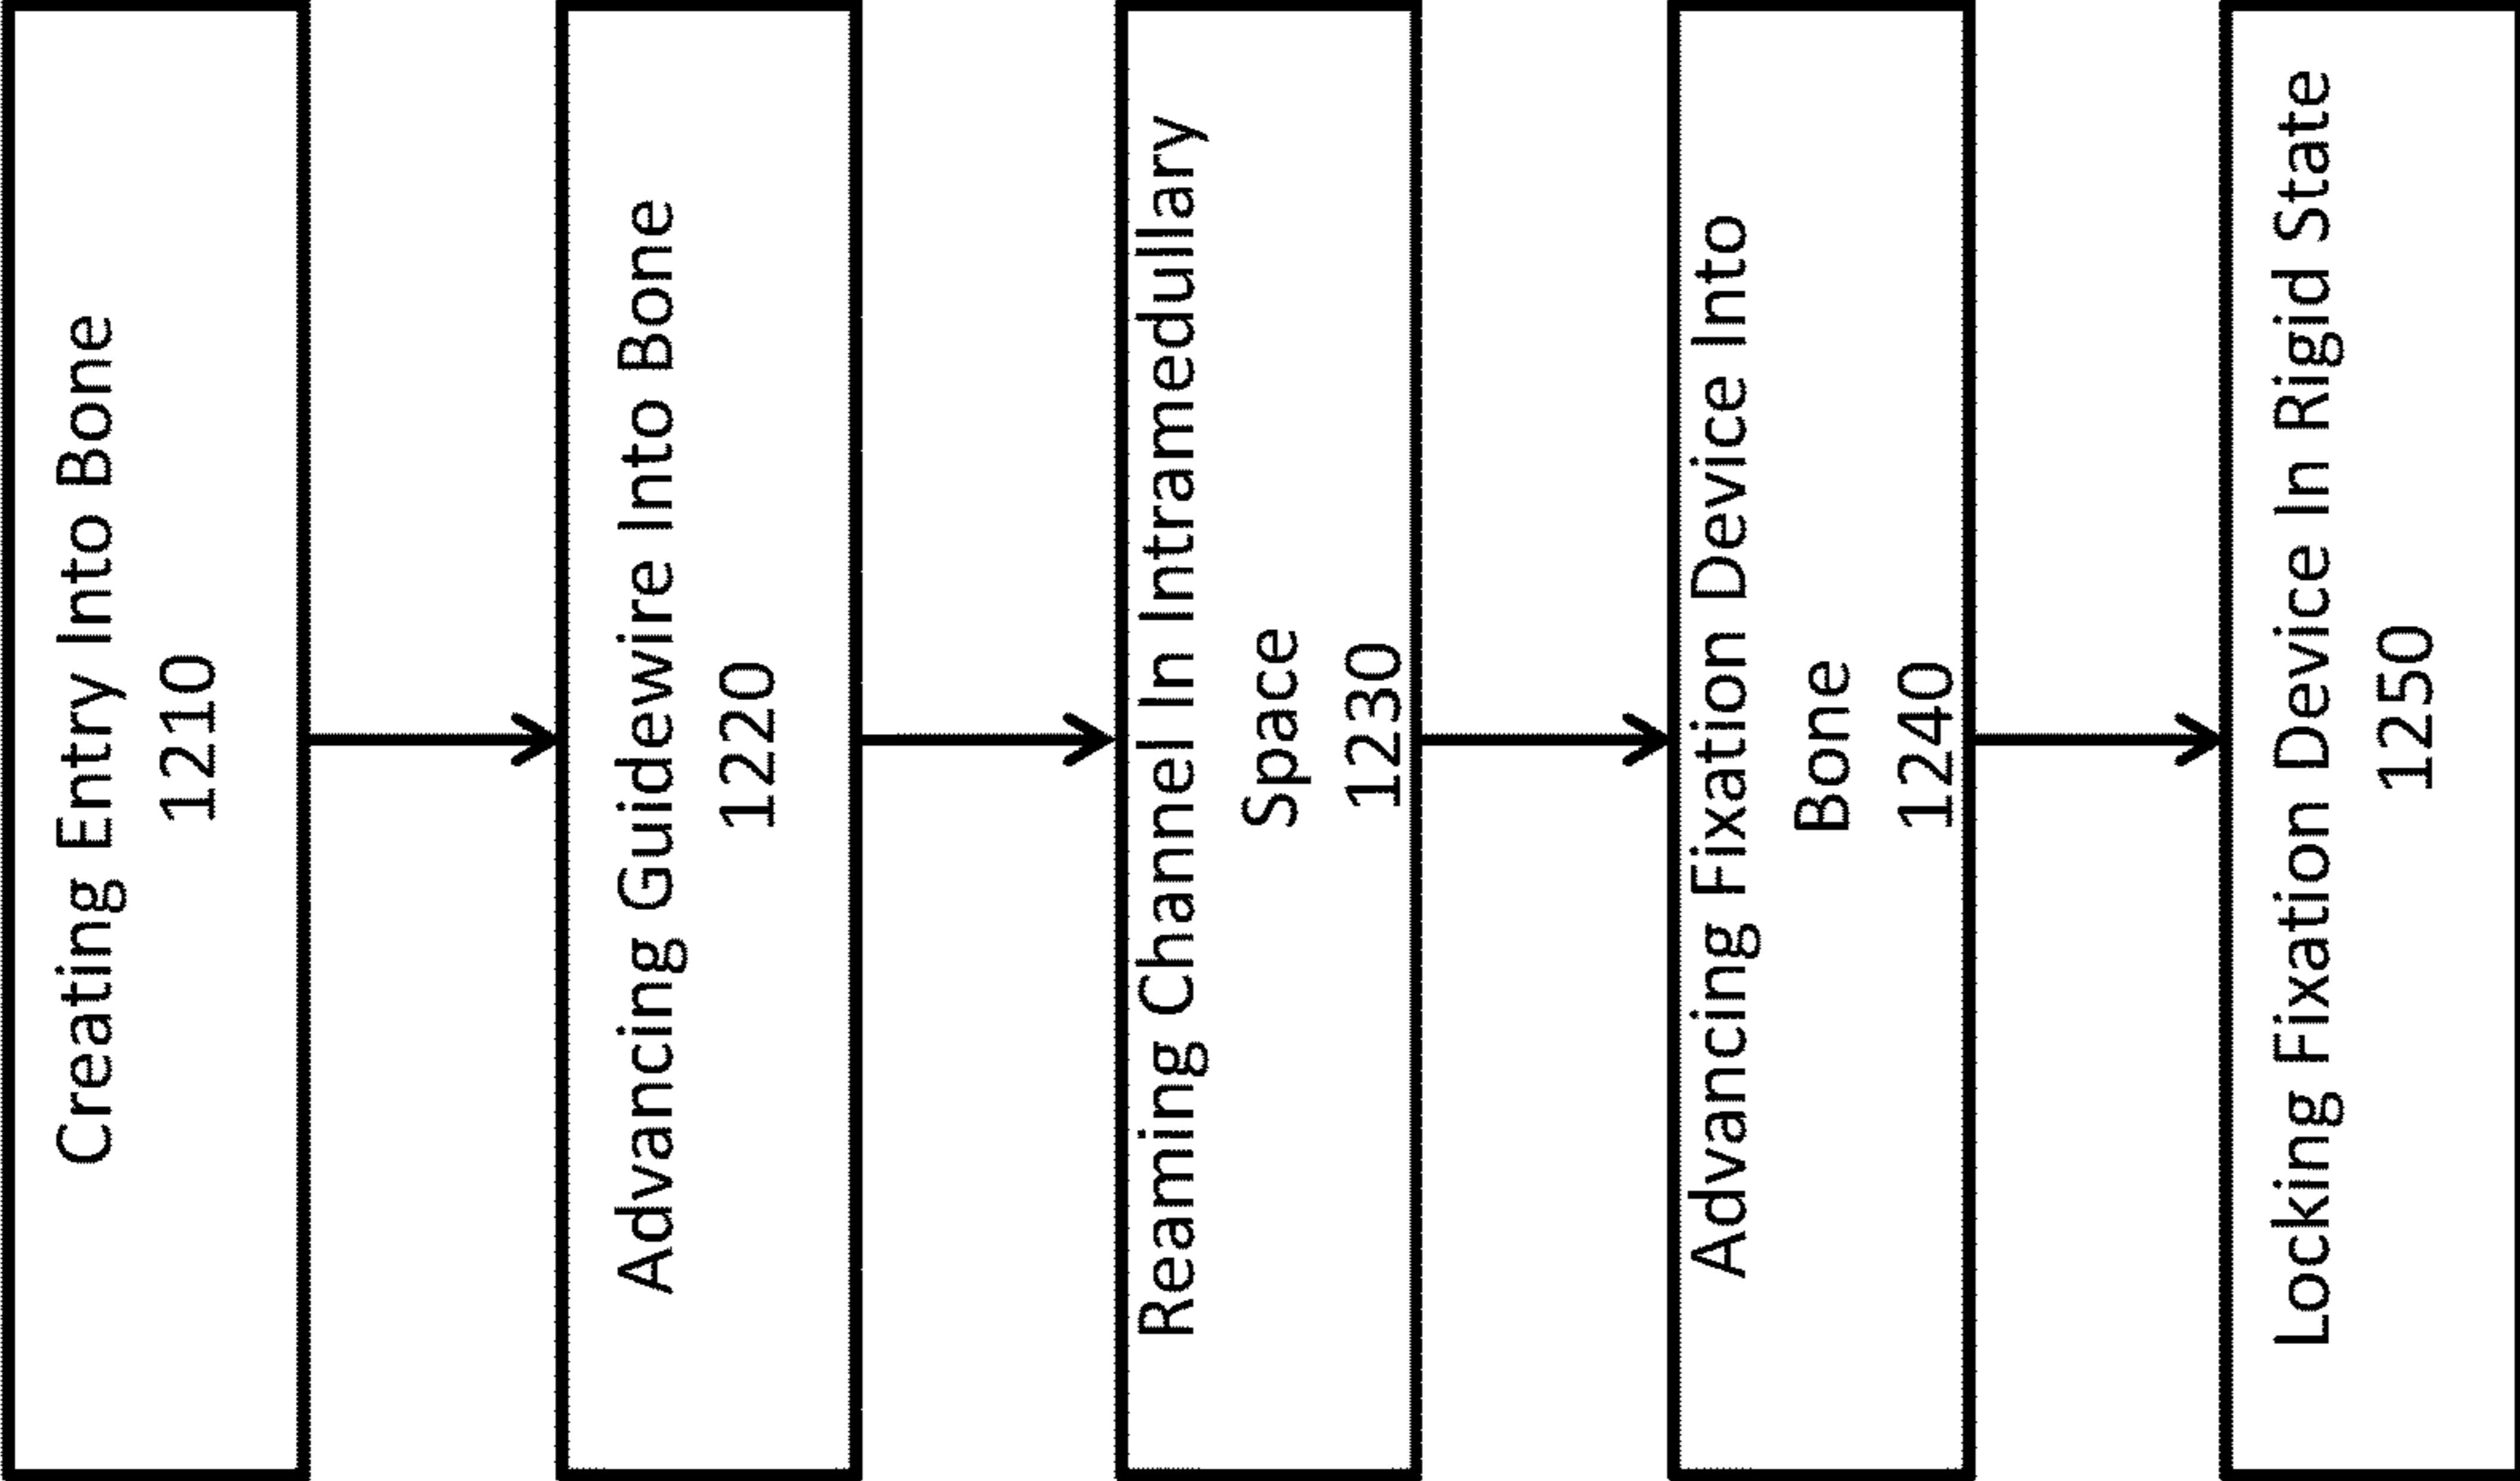 Creating Entry Into Bone
1210
Advancing Guidewire Into Bone
1220
Reaming Channel In Intramedullary
Space
1230
Advancing Fixation Device Into
Bone
1240
Locking Fixation Device In Rigid State
1250